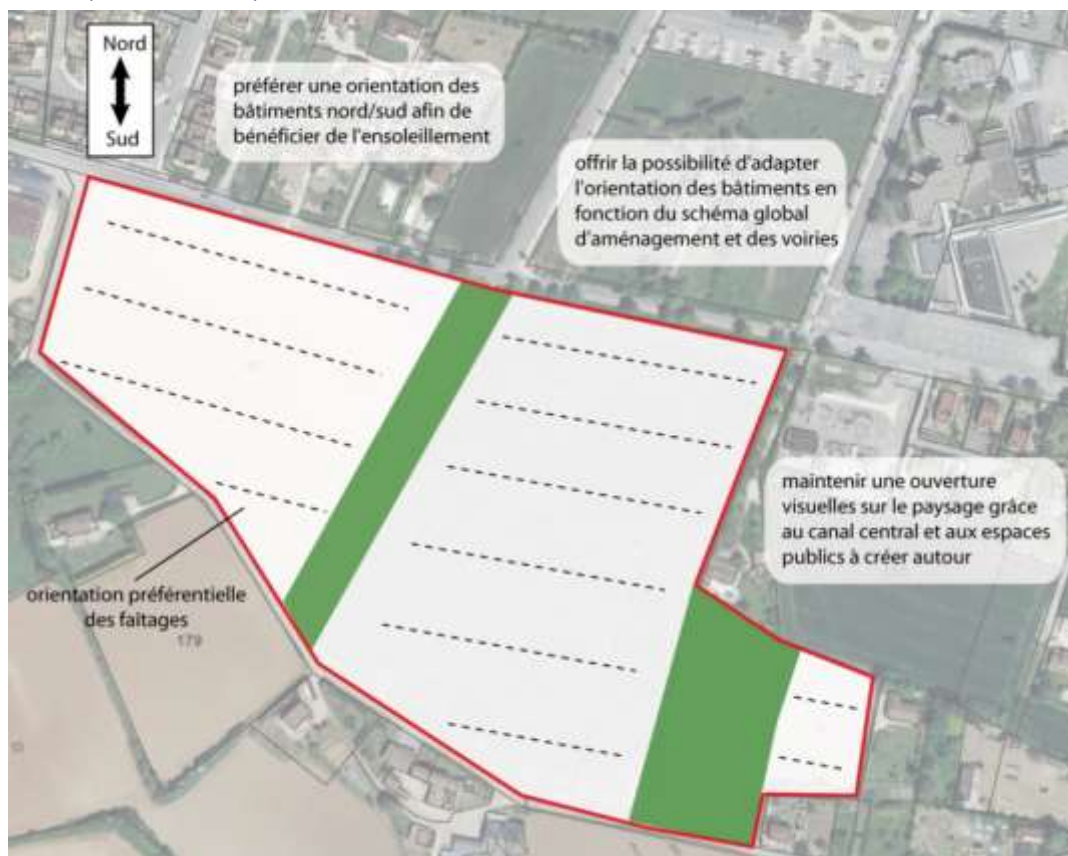 Nord
Sud
préférer une orientation des
bâtiments nord/sud afin de
bénéficier de l'ensoleillement
offrir la possibilité d'adapter
l'orientation des bâtiments en
fonction du schéma global
d'aménagement et des voiries
maintenir une ouverture
visuelles sur le paysage grâce
au canal central et aux espaces
publics à créer autour
orientation préférentielle
des faîtages
179